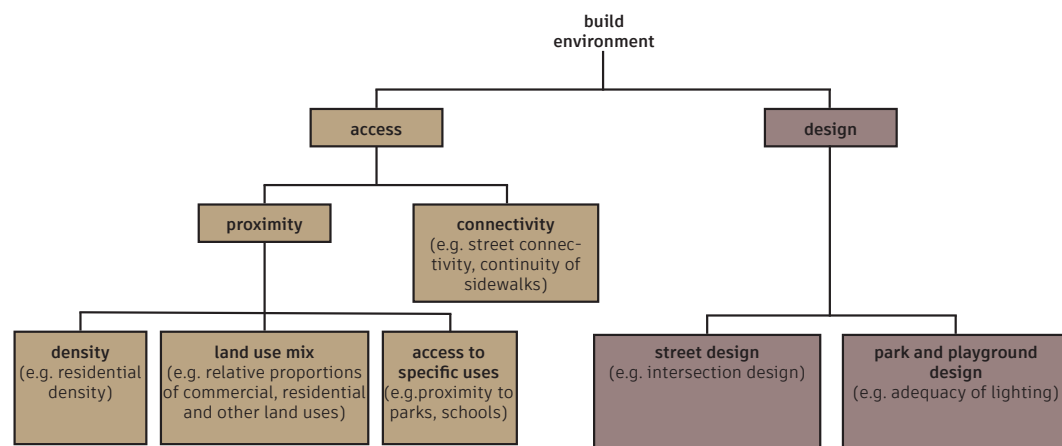 build
environment
access
design
proximity
connectivity
(e.g. street connec-
tivity, continuity of
sidewalks)
density
(e.g. residential
density)
land use mix
(e.g. relative proportions
of commercial, residential
and other land uses)
access to
specific uses
(e.g.proximity to
parks, schools)
street design
(e.g. intersection design)
park and playground
design
(e.g. adequacy of lighting)